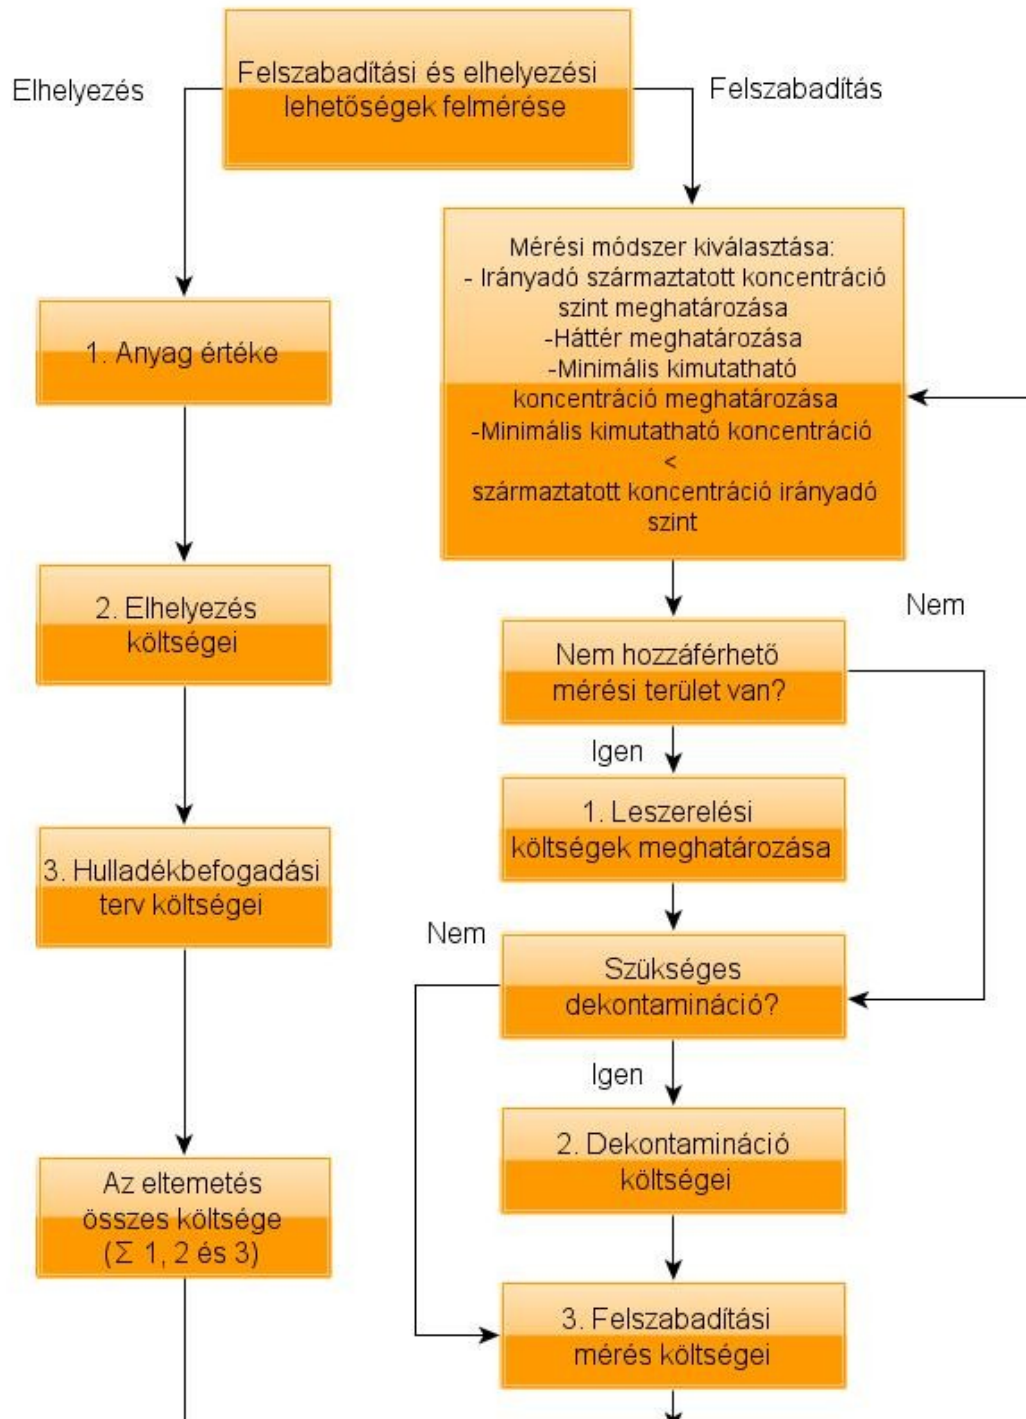 Felszabadítási és elhelyezési
lehetőségek felmérése
Elhelyezés
Felszabadítás
Mérési módszer kiválasztása:
- Irányadó származtatott koncentráció
szint meghatározása
-Háttér meghatározása
-Minimális kimutatható
koncentráció meghatározása
-Minimális kimutatható koncentráció
<
származtatott koncentráció irányadó
szint
1. Anyag értéke
2. Elhelyezés
költségei
Nem
Nem hozzáférhető
mérési terület van?
Igen
1. Leszerelési
költségek meghatározása
3. Hulladékbefogadási
terv költségei
Nem
Szükséges
dekontamináció?
Igen
2. Dekontamináció
költségei
Az eltemetés
összes költsége
(Σ 1, 2 és 3)
3. Felszabadítási
mérés költségei